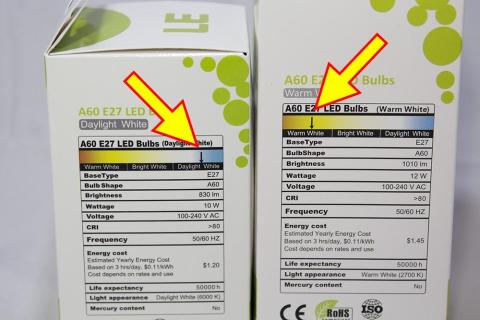 LE
A60 E27 LED B
Daylight White
A60 E27 LED Bulbs (Daylight White)
Warm White Bright White Daylight White
BaseType E27
BulbShape A60
Brightness 830 lm
Wattage 10 W
Voltage 100-240 V AC
CRI >80
Frequency 50/60 HZ
Energy cost
Estimated Yearly Energy Cost
Based on 3 hrs/day, $0.11/kWh
Cost depends on rates and use
$1.20
Life expectancy 50000 h
Light appearance Daylight White (6000 K)
Mercury content No
A60 E27 LED Bulbs
Warm White
A60 E27 LED Bulbs (Warm White)
Warm White Bright White Daylight White
BaseType E27
BulbShape A60
Brightness 1010 lm
Wattage 12 W
Voltage 100-240 V AC
CRI >80
Frequency 50/60 HZ
Energy cost
Estimated Yearly Energy Cost
Based on 3 hrs/day, $0.11/kWh
Cost depends on rates and use
$1.45
Life expectancy 50000 h
Light appearance Warm White (2700 K)
Mercury content No
CE RoHS ISO